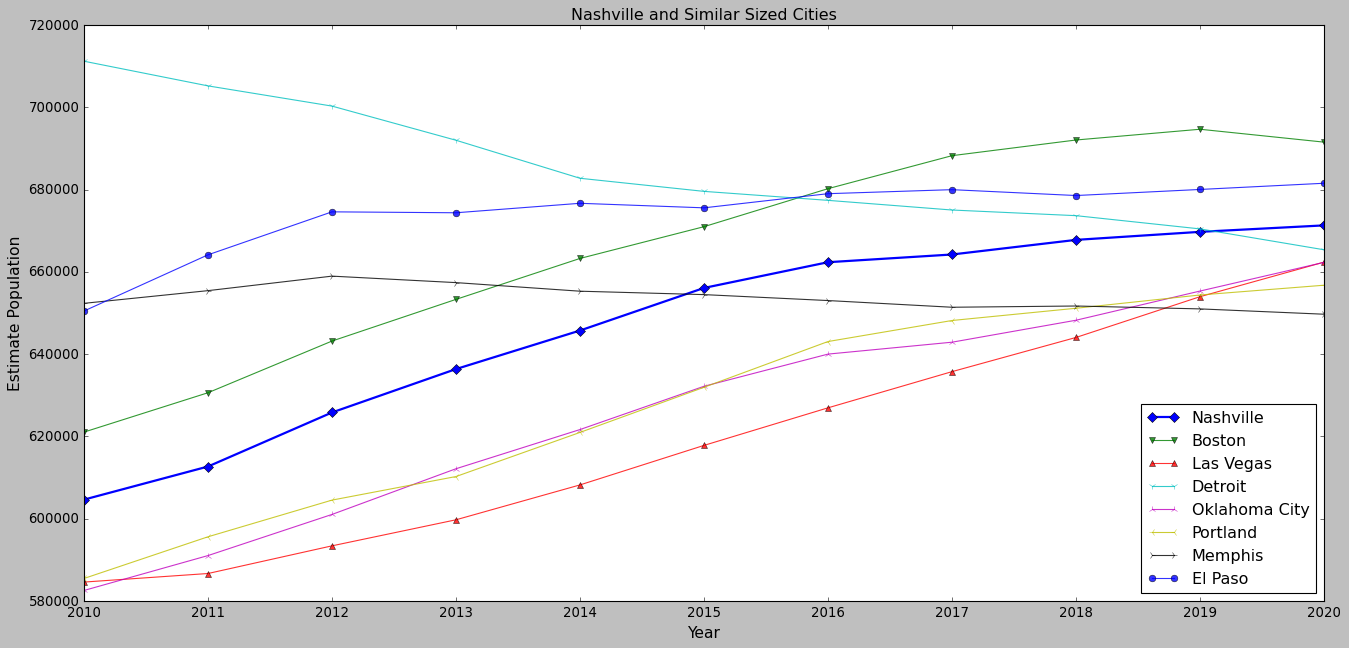 Nashville and Similar Sized Cities
720000
700000
680000
660000
640000
620000
600000
580000
Estimate Population
Nashville
Boston
Las Vegas
Detroit
Oklahoma City
Portland
Memphis
El Paso
2010 2011 2012 2013 2014 2015 2016 2017 2018 2019 2020
Year